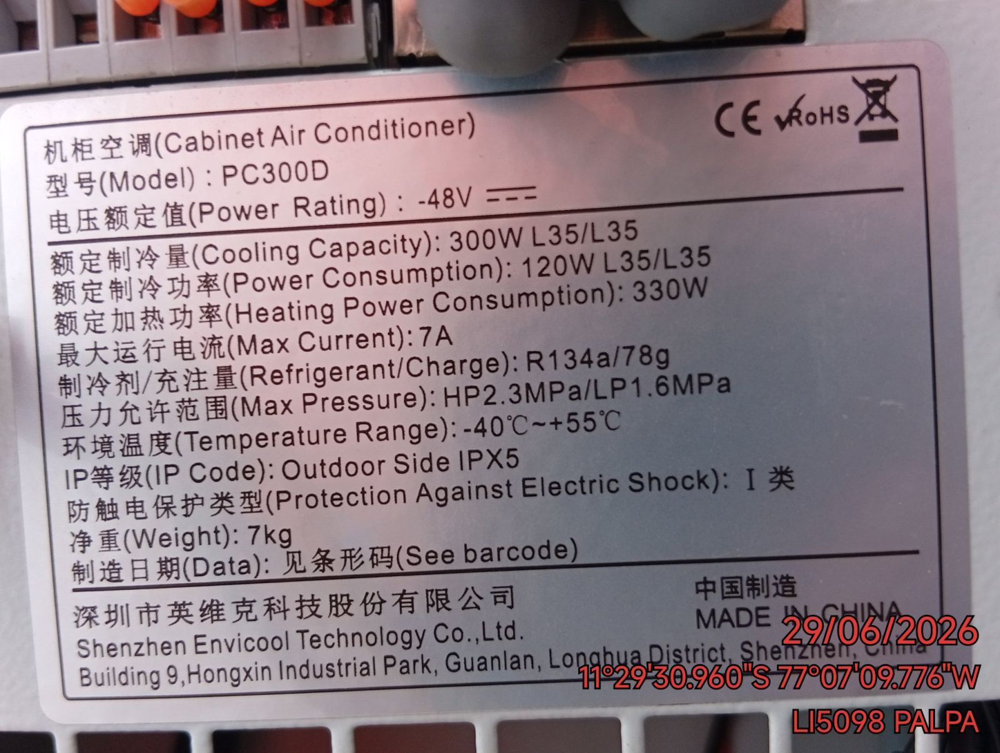 机柜空调(Cabinet Air Conditioner)
CE RoHS
型号(Model) : PC300D
电压额定值(Power Rating) : -48V
额定制冷量(Cooling Capacity): 300W L35/L35
额定制冷功率(Power Consumption): 120W L35/L35
额定加热功率(Heating Power Consumption): 330W
最大运行电流(Max Current): 7A
制冷剂/充注量(Refrigerant/Charge): R134a/78g
压力允许范围(Max Pressure): HP2.3MPa/LP1.6MPa
环境温度(Temperature Range): -40℃~+55℃
IP等级(IP Code): Outdoor Side IPX5
防触电保护类型(Protection Against Electric Shock): I 类
净重(Weight): 7kg
制造日期(Data): 见条形码(See barcode)
深圳市英维克科技股份有限公司
中国制造
Shenzhen Envicool Technology Co.,Ltd.
MADE IN CHINA
Building 9,Hongxin Industrial Park, Guanlan, Longhua District, Shenzhen, China
29/06/2026
11°29'30.960"S 77°07'09.776"W
LI5098 PALPA